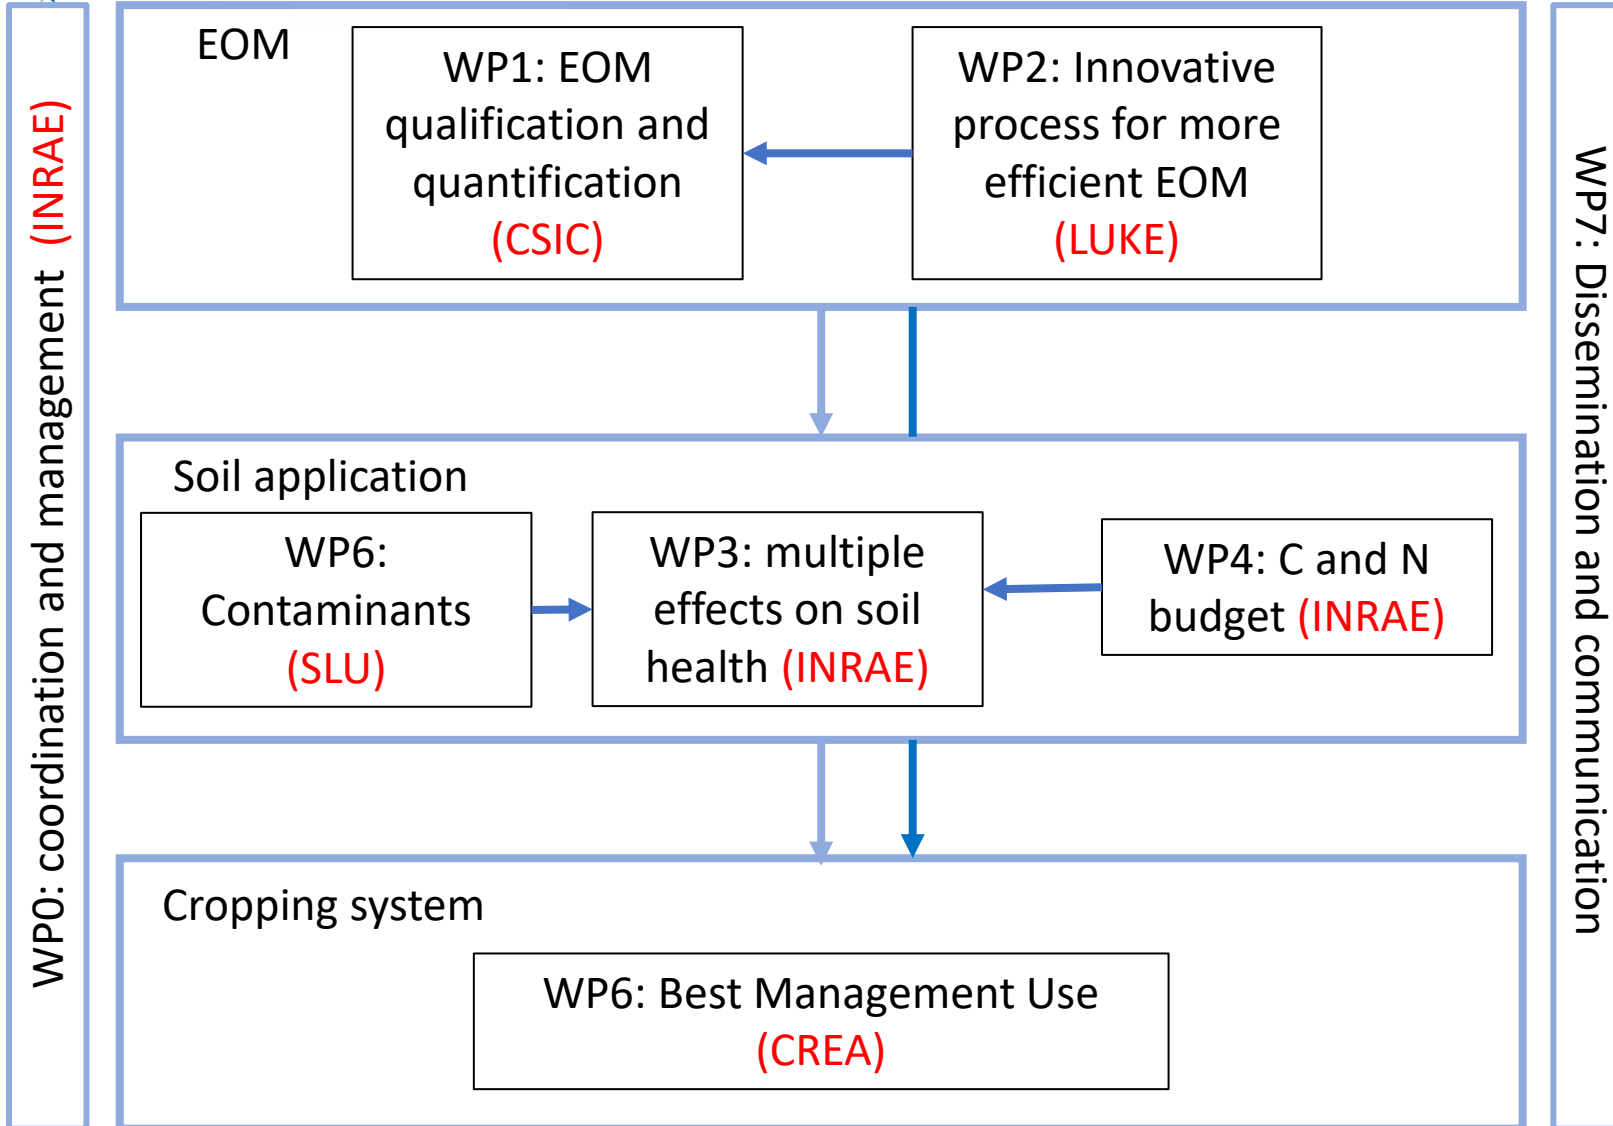 WP0: coordination and management (INRAE)
EOM
WP1: EOM
qualification and
quantification
(CSIC)
WP2: Innovative
process for more
efficient EOM
(LUKE)
Soil application
WP6:
Contaminants
(SLU)
WP3: multiple
effects on soil
health (INRAE)
WP4: C and N
budget (INRAE)
Cropping system
WP6: Best Management Use
(CREA)
WP7: Dissemination and communication